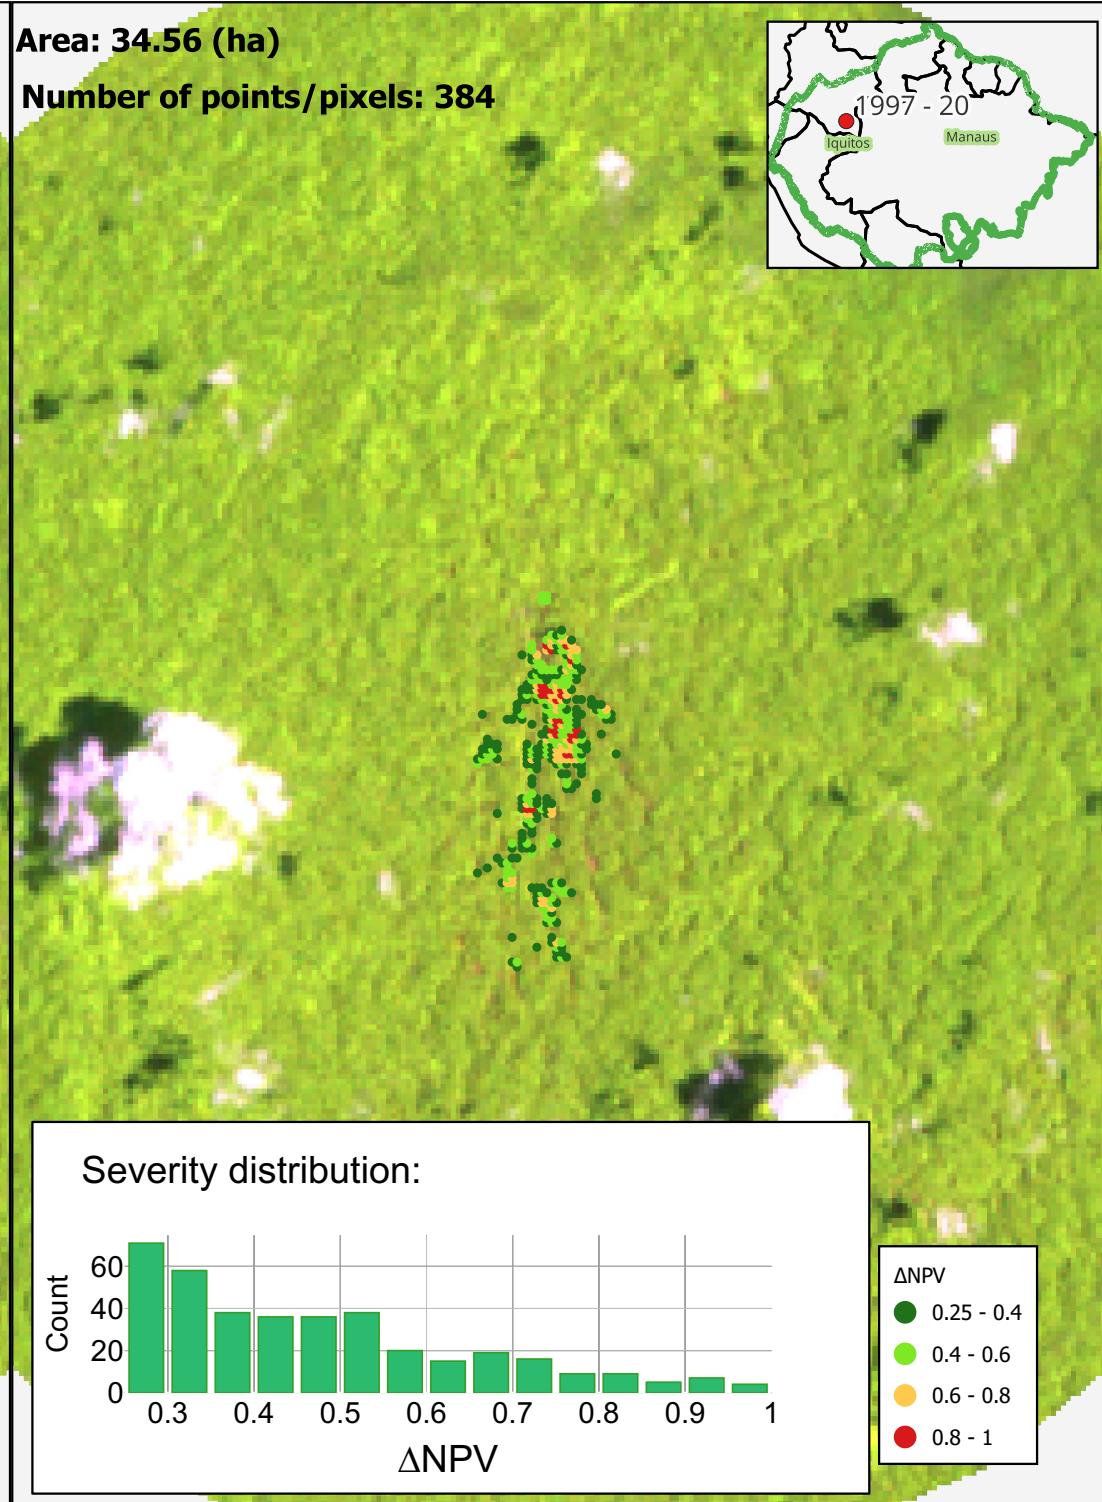 Area: 34.56 (ha)
Number of points/pixels: 384
1997 - 20
Iquitos
Manaus
Severity distribution:
Count
60
40
20
0
0.3 0.4 0.5 0.6 0.7 0.8 0.9 1
ΔNPV
ΔNPV
0.25 - 0.4
0.4 - 0.6
0.6 - 0.8
0.8 - 1